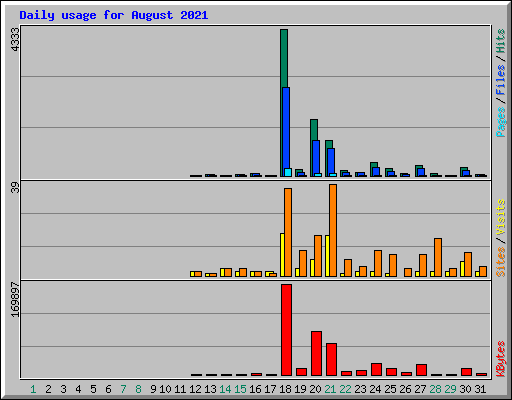 Daily usage for August 2021
4333
Pages/Files/Hits
39
Sites/Visits
169897
KBytes
1 2 3 4 5 6 7 8 9 10 11 12 13 14 15 16 17 18 19 20 21 22 23 24 25 26 27 28 29 30 31